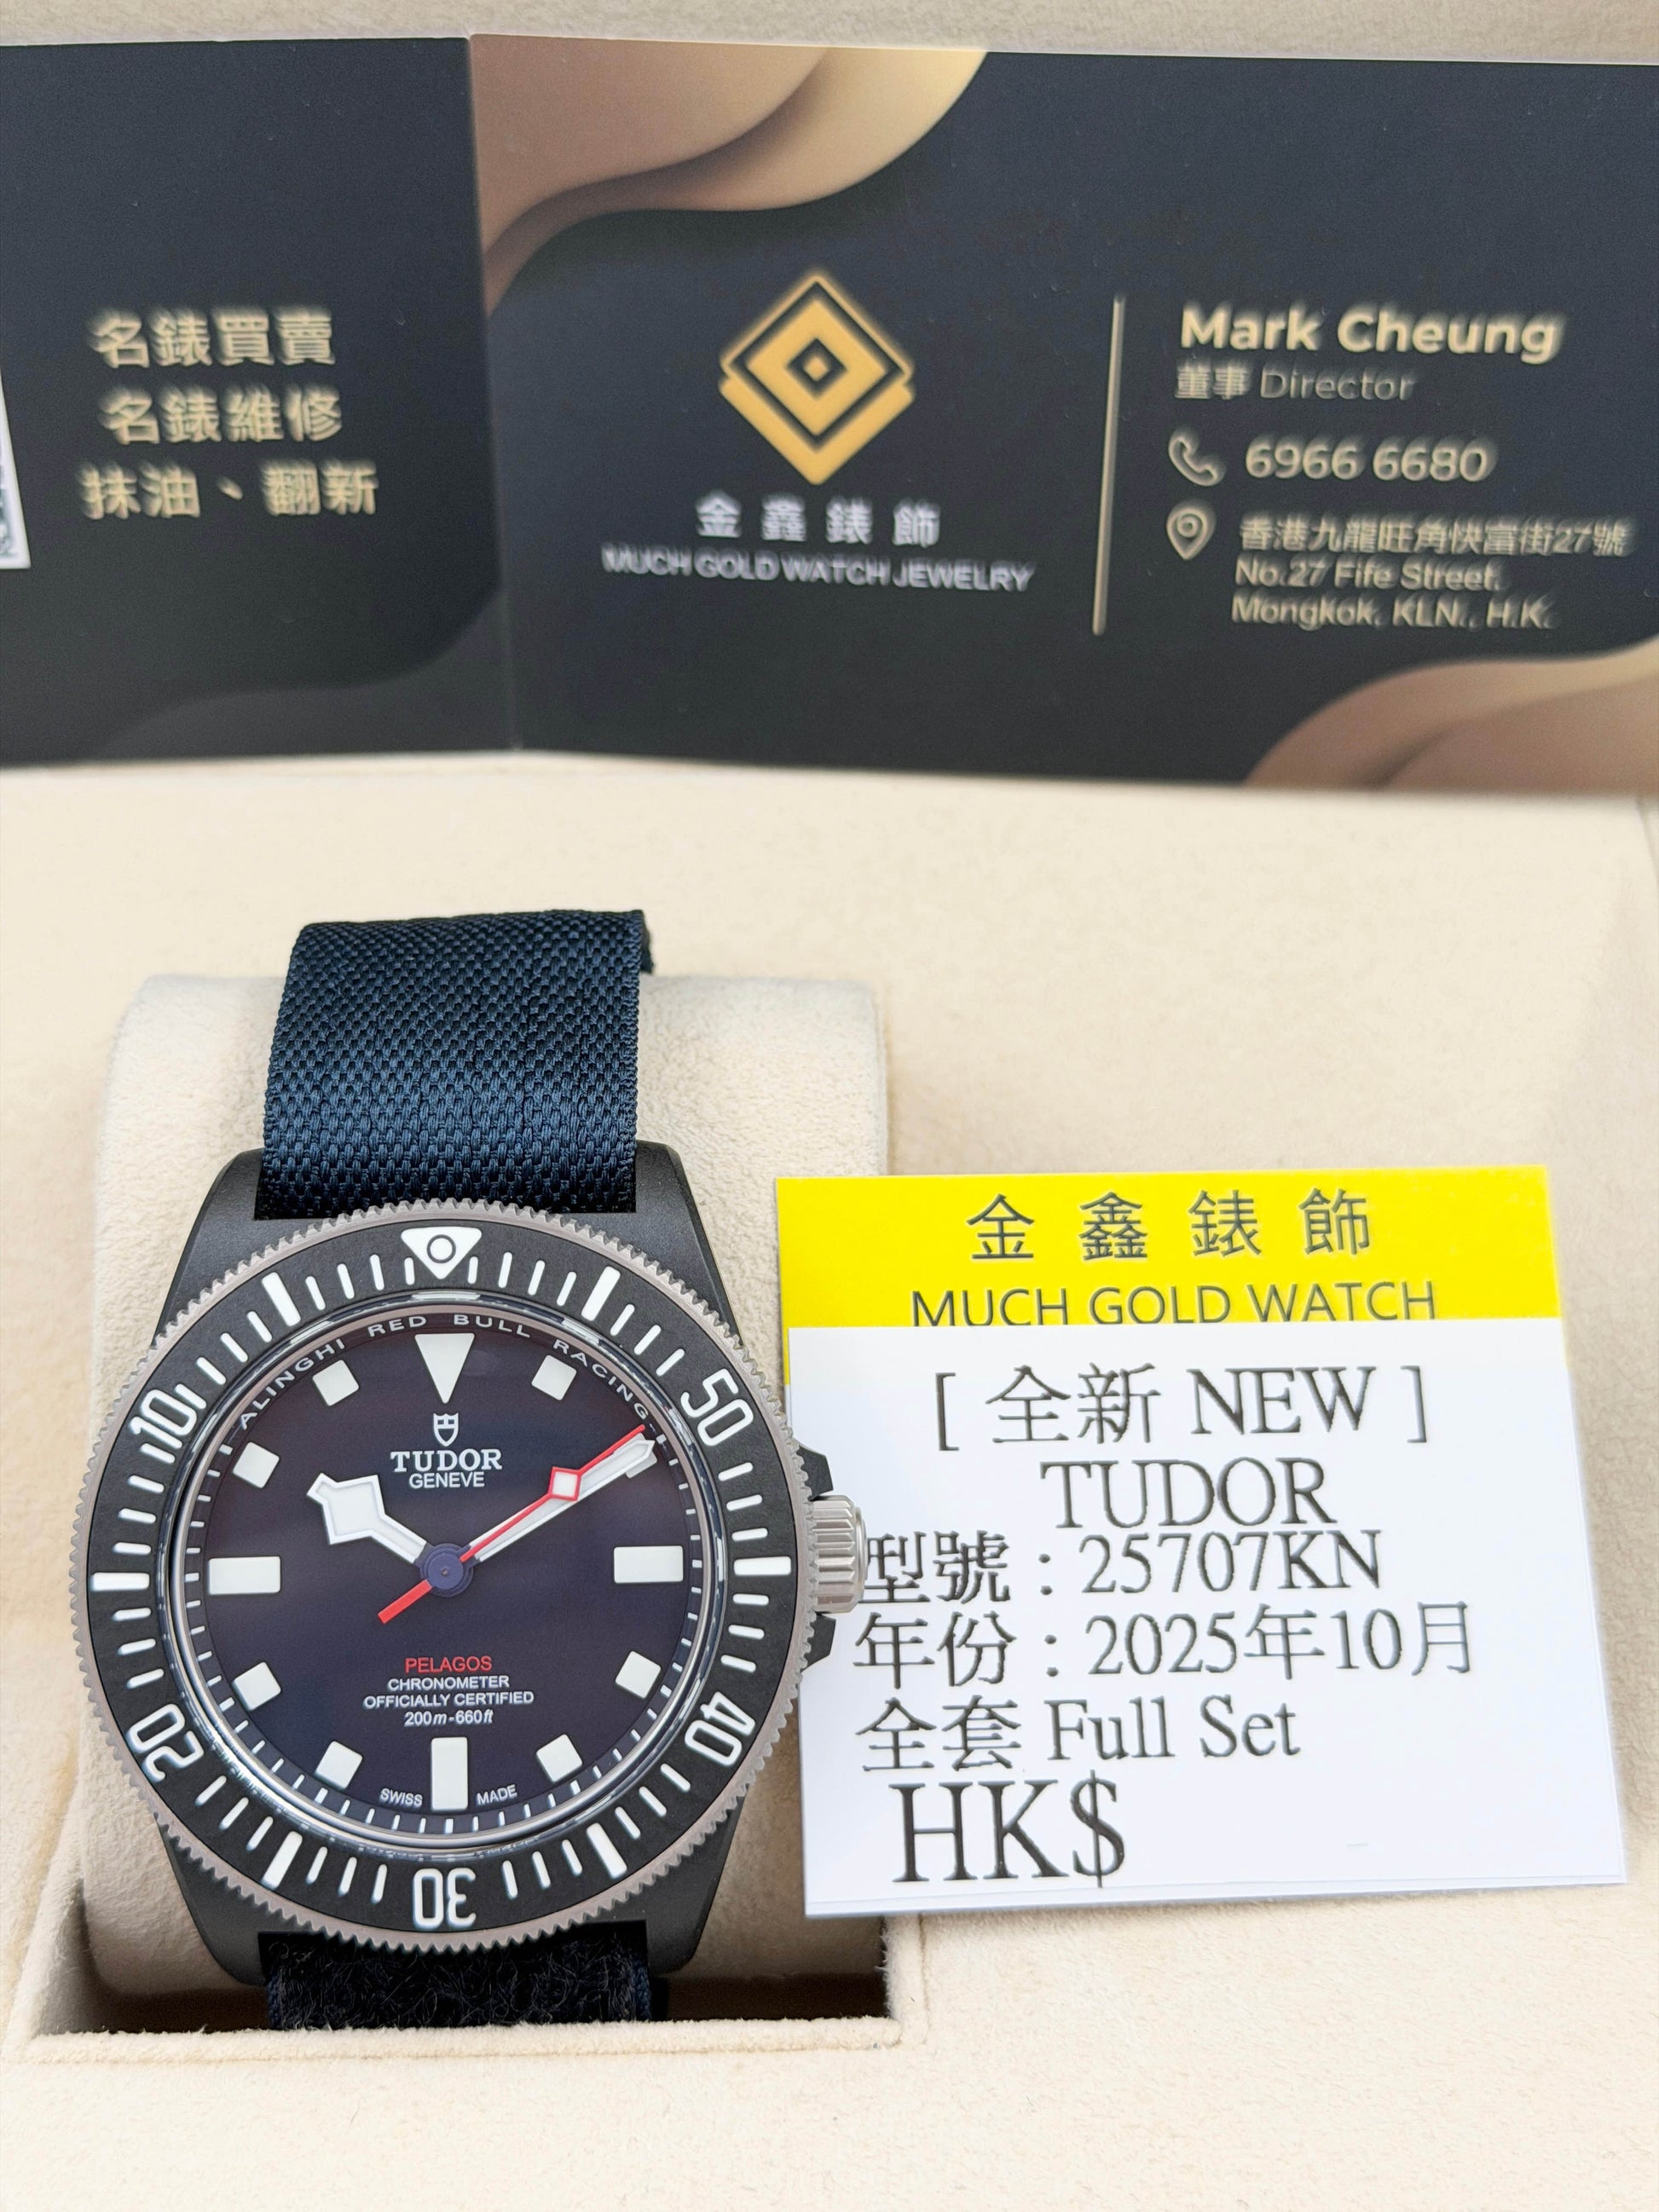 名錶買賣
名錶維修
抹油、翻新
金鑫錶飾
MUCH GOLD WATCH JEWELRY
Mark Cheung
董事 Director
6966 6680
香港九龍旺角快富街27號
No.27 Fife Street,
Mongkok, KLN., H.K.
金鑫錶飾
MUCH GOLD WATCH
[ 全新 NEW ]
TUDOR
型號：25707KN
年份：2025年10月
全套 Full Set
HK$
10
50
20
40
30
ALINGHI RED BULL RACING
TUDOR
GENEVE
PELAGOS
CHRONOMETER
OFFICIALLY CERTIFIED
200m-660ft
SWISS MADE